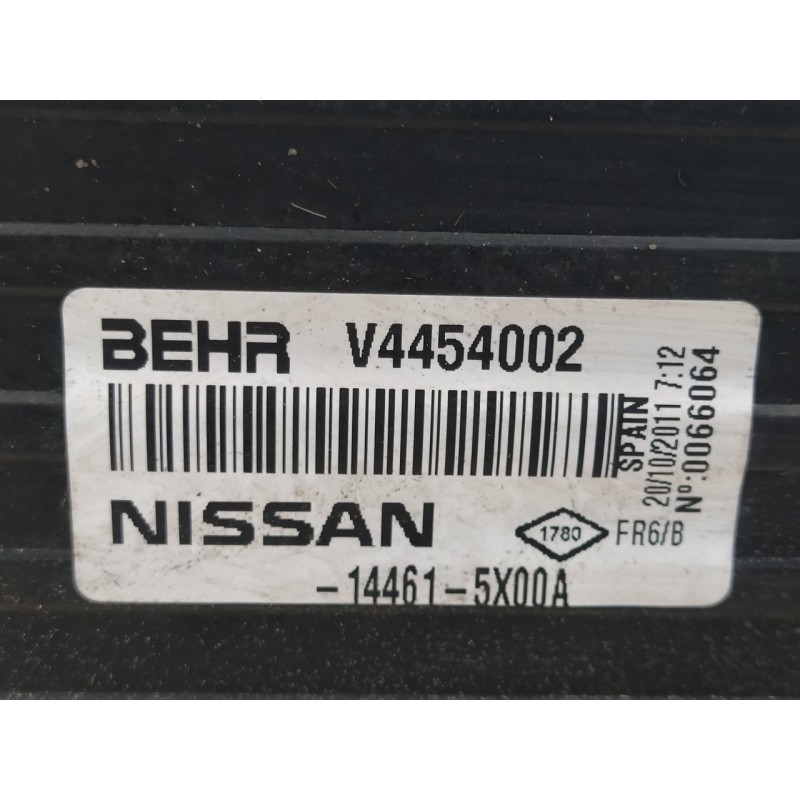 BEHR V4454002
SPAIN
20/10/2011 7:12
Nº:0066064
NISSAN 1780 FR6/B
-14461-5X00A